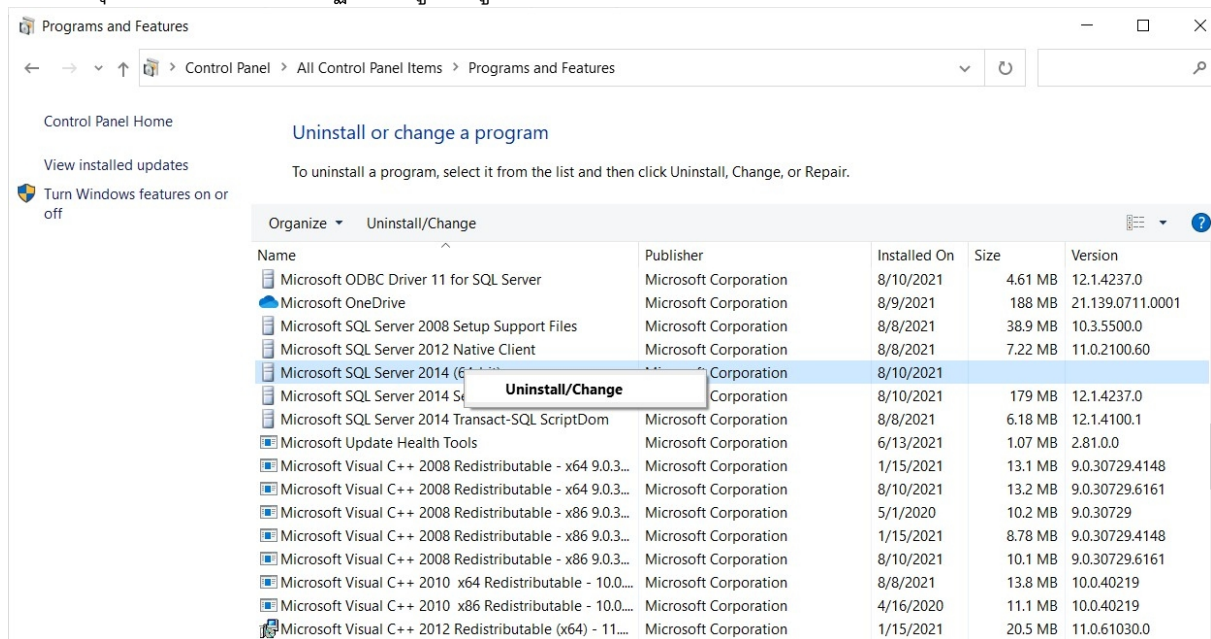 Programs and Features
Control Panel > All Control Panel Items > Programs and Features
Control Panel Home
View installed updates
Turn Windows features on or
off
Uninstall or change a program
To uninstall a program, select it from the list and then click Uninstall, Change, or Repair.
Organize Uninstall/Change
Name Publisher Installed On Size Version
Microsoft ODBC Driver 11 for SQL Server Microsoft Corporation 8/10/2021 4.61 MB 12.1.4237.0
Microsoft OneDrive Microsoft Corporation 8/9/2021 188 MB 21.139.0711.0001
Microsoft SQL Server 2008 Setup Support Files Microsoft Corporation 8/8/2021 38.9 MB 10.3.5500.0
Microsoft SQL Server 2012 Native Client Microsoft Corporation 8/8/2021 7.22 MB 11.0.2100.60
Microsoft SQL Server 2014 Corporation 8/10/2021
Uninstall/Change
Microsoft SQL Server 2014 Corporation 8/10/2021 179 MB 12.1.4237.0
Microsoft SQL Server 2014 Transact-SQL ScriptDom Microsoft Corporation 8/8/2021 6.18 MB 12.1.4100.1
Microsoft Update Health Tools Microsoft Corporation 6/13/2021 1.07 MB 2.81.0.0
Microsoft Visual C++ 2008 Redistributable - x64 9.0.3... Microsoft Corporation 1/15/2021 13.1 MB 9.0.30729.4148
Microsoft Visual C++ 2008 Redistributable - x64 9.0.3... Microsoft Corporation 8/10/2021 13.2 MB 9.0.30729.6161
Microsoft Visual C++ 2008 Redistributable - x86 9.0.3... Microsoft Corporation 5/1/2020 10.2 MB 9.0.30729
Microsoft Visual C++ 2008 Redistributable - x86 9.0.3... Microsoft Corporation 1/15/2021 8.78 MB 9.0.30729.4148
Microsoft Visual C++ 2008 Redistributable - x86 9.0.3... Microsoft Corporation 8/10/2021 10.1 MB 9.0.30729.6161
Microsoft Visual C++ 2010 x64 Redistributable - 10.0.... Microsoft Corporation 8/8/2021 13.8 MB 10.0.40219
Microsoft Visual C++ 2010 x86 Redistributable - 10.0... Microsoft Corporation 4/16/2020 11.1 MB 10.0.40219
Microsoft Visual C++ 2012 Redistributable (x64) - 11.... Microsoft Corporation 1/15/2021 20.5 MB 11.0.61030.0